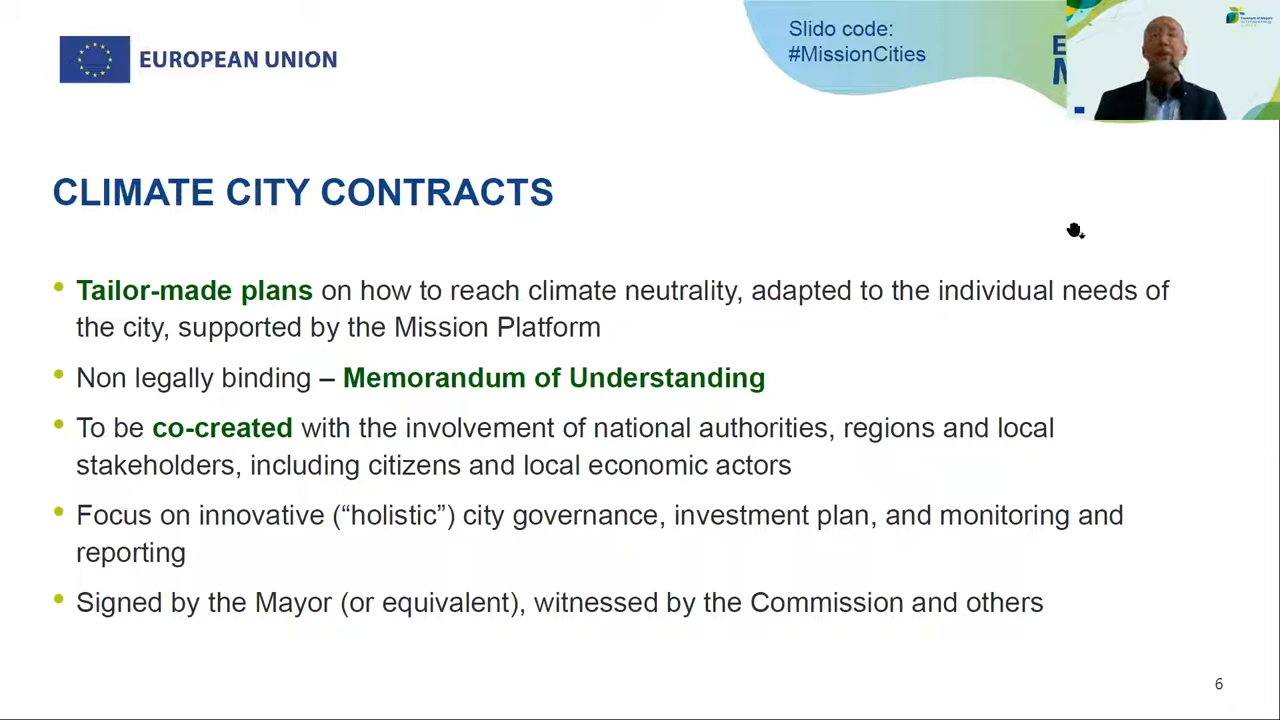 EUROPEAN UNION
Slido code:
#MissionCities
CLIMATE CITY CONTRACTS
• Tailor-made plans on how to reach climate neutrality, adapted to the individual needs of
the city, supported by the Mission Platform
• Non legally binding – Memorandum of Understanding
• To be co-created with the involvement of national authorities, regions and local
stakeholders, including citizens and local economic actors
• Focus on innovative (“holistic”) city governance, investment plan, and monitoring and
reporting
• Signed by the Mayor (or equivalent), witnessed by the Commission and others
6